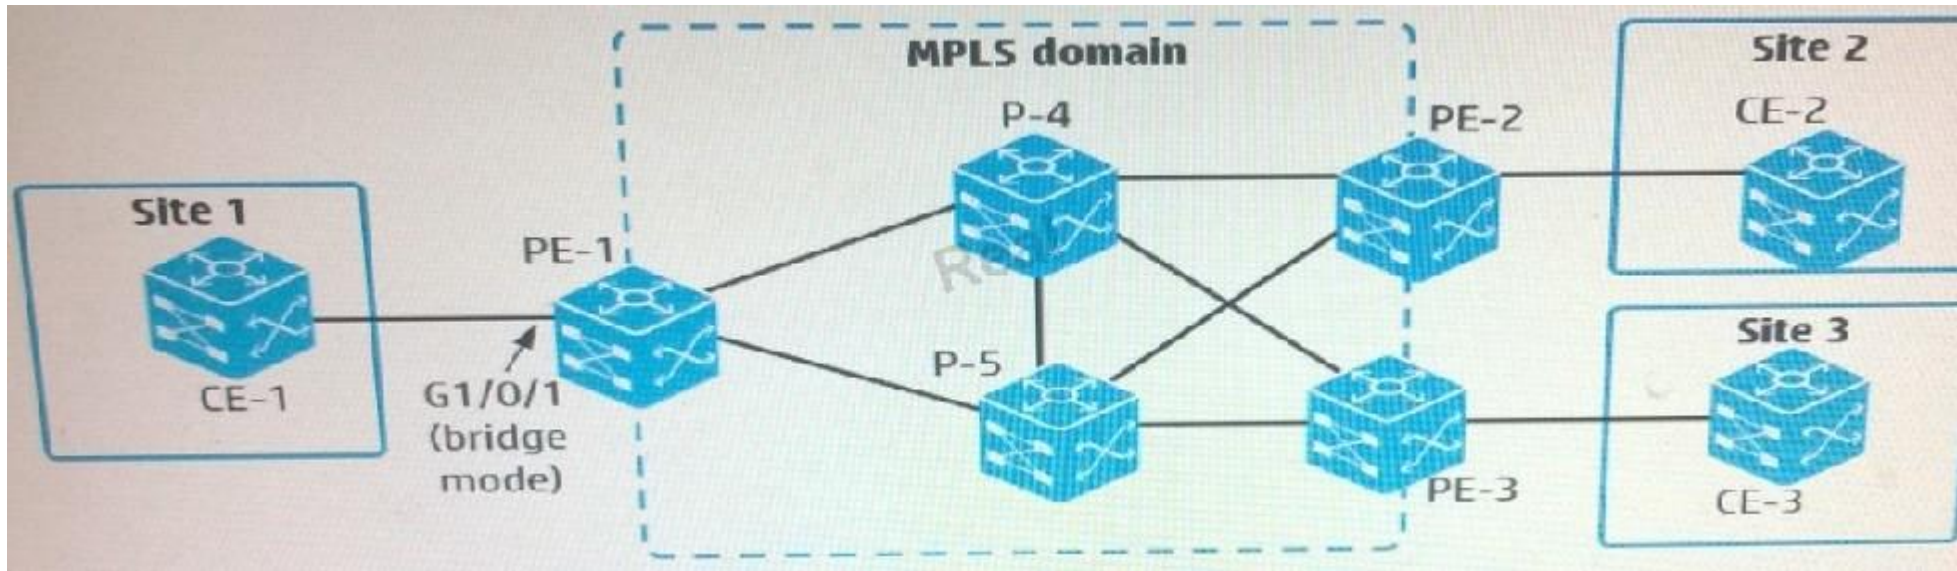 MPLS domain
Site 2
P-4
PE-2
CE-2
Site 1
PE-1
Site 3
P-5
CE-1
G1/0/1
(bridge
mode)
PE-3
CE-3